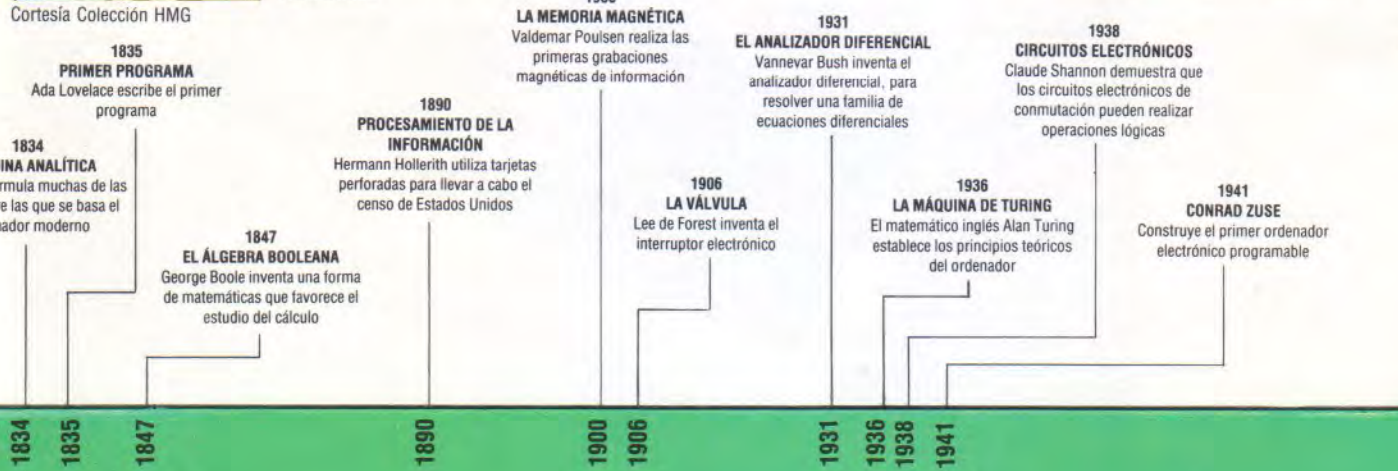 Cortesía Colección HMG
1834
INA ANALÍTICA
rmula muchas de las
e las que se basa el
ador moderno
1835
PRIMER PROGRAMA
Ada Lovelace escribe el primer
programa
1847
EL ÁLGEBRA BOOLEANA
George Boole inventa una forma
de matemáticas que favorece el
estudio del cálculo
1890
PROCESAMIENTO DE LA
INFORMACIÓN
Hermann Hollerith utiliza tarjetas
perforadas para llevar a cabo el
censo de Estados Unidos
LA MEMORIA MAGNÉTICA
Valdemar Poulsen realiza las
primeras grabaciones
magnéticas de información
1906
LA VÁLVULA
Lee de Forest inventa el
interruptor electrónico
1931
EL ANALIZADOR DIFERENCIAL
Vannevar Bush inventa el
analizador diferencial, para
resolver una familia de
ecuaciones diferenciales
1936
LA MÁQUINA DE TURING
El matemático inglés Alan Turing
establece los principios teóricos
del ordenador
1938
CIRCUITOS ELECTRÓNICOS
Claude Shannon demuestra que
los circuitos electrónicos de
conmutación pueden realizar
operaciones lógicas
1941
CONRAD ZUSE
Construye el primer ordenador
electrónico programable
1834
1835
1847
1890
1900
1906
1931
1936
1938
1941